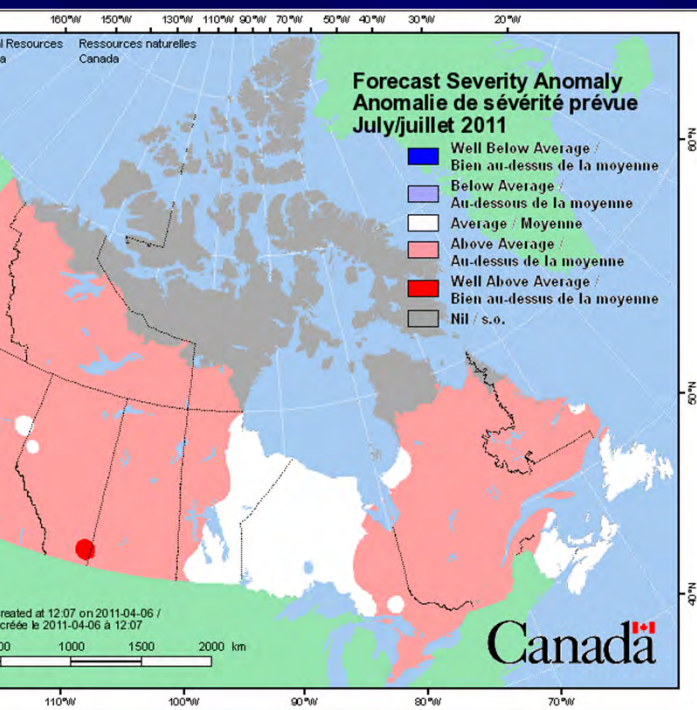 160°W 150°W 130°W 110°W 90°W 70°W 50°W 40°W 30°W 20°W
l Resources Ressources naturelles
a Canada
Forecast Severity Anomaly
Anomalie de sévérité prévue
July/juillet 2011
Well Below Average /
Bien au-dessus de la moyenne
Below Average /
Au-dessous de la moyenne
Average / Moyenne
Above Average /
Au-dessus de la moyenne
Well Above Average /
Bien au-dessus de la moyenne
Nil / s.o.
60°N
50°N
40°N
reated at 12:07 on 2011-04-06 /
créée le 2011-04-06 à 12:07
00 1000 1500 2000 km
Canada
110°W 100°W 90°W 80°W 70°W